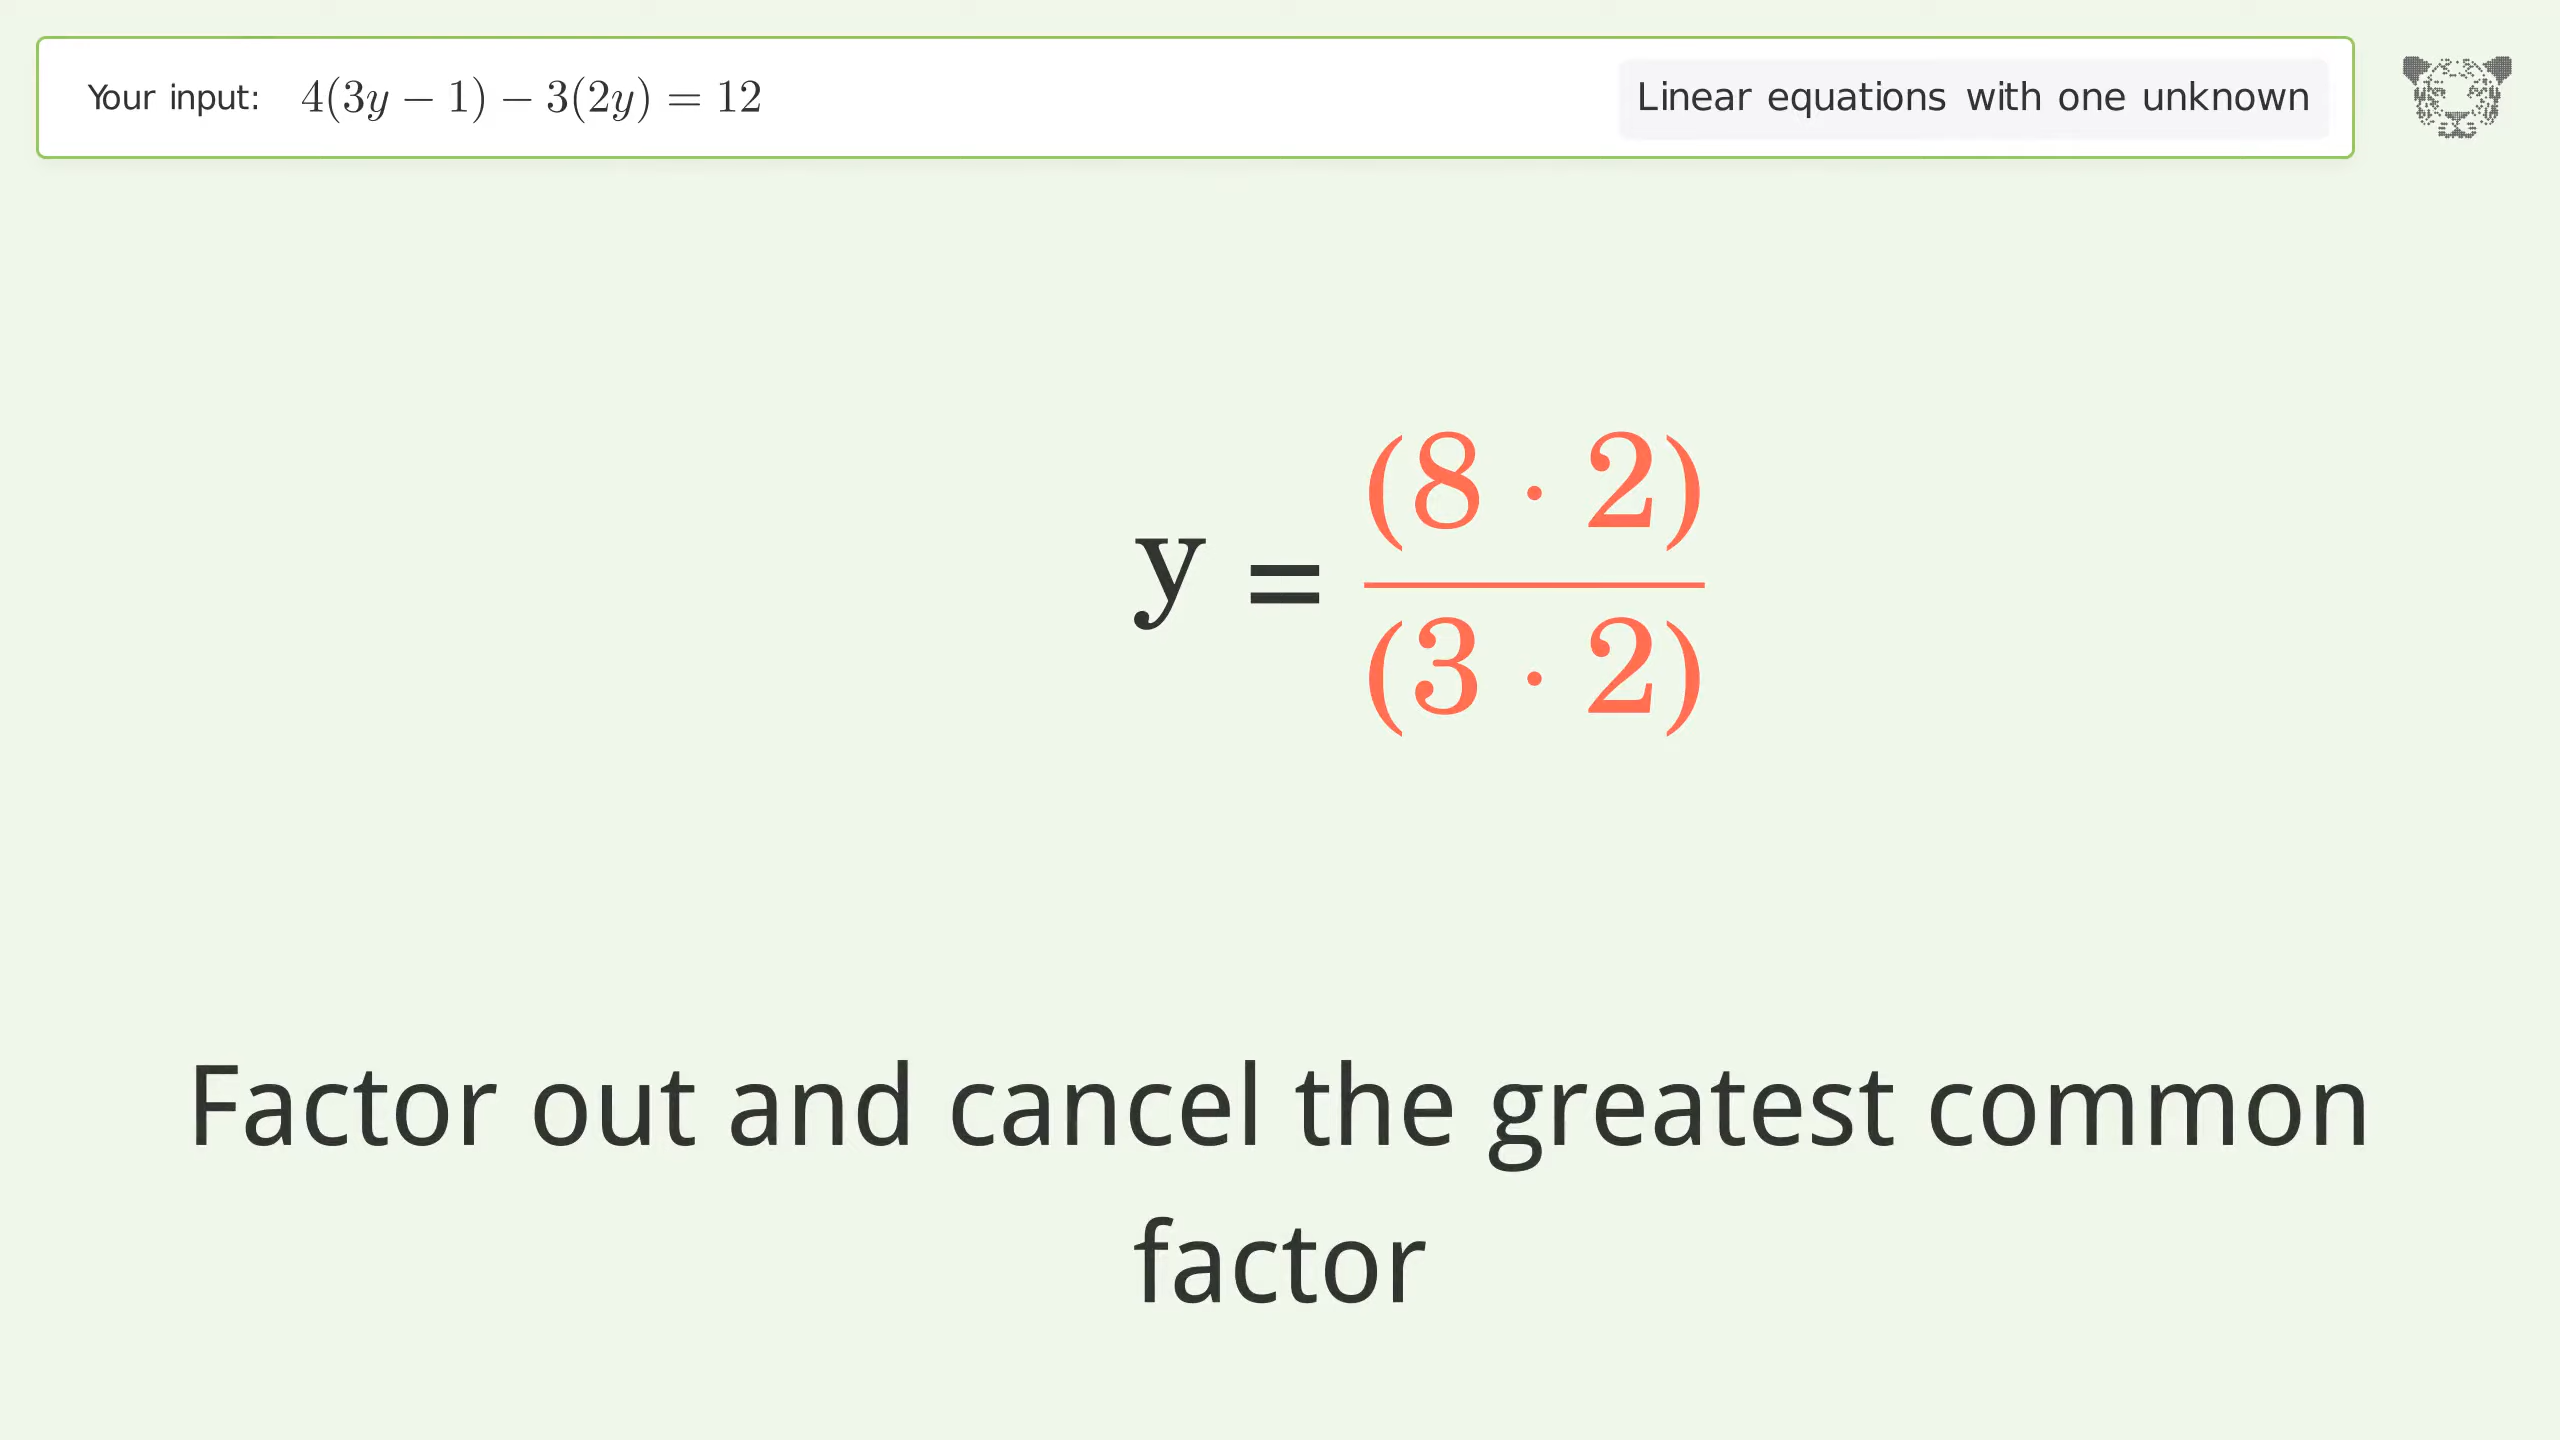 Your input: 4(3y − 1) − 3(2y) = 12
Linear equations with one unknown
y = (8 · 2) / (3 · 2)
Factor out and cancel the greatest common
factor